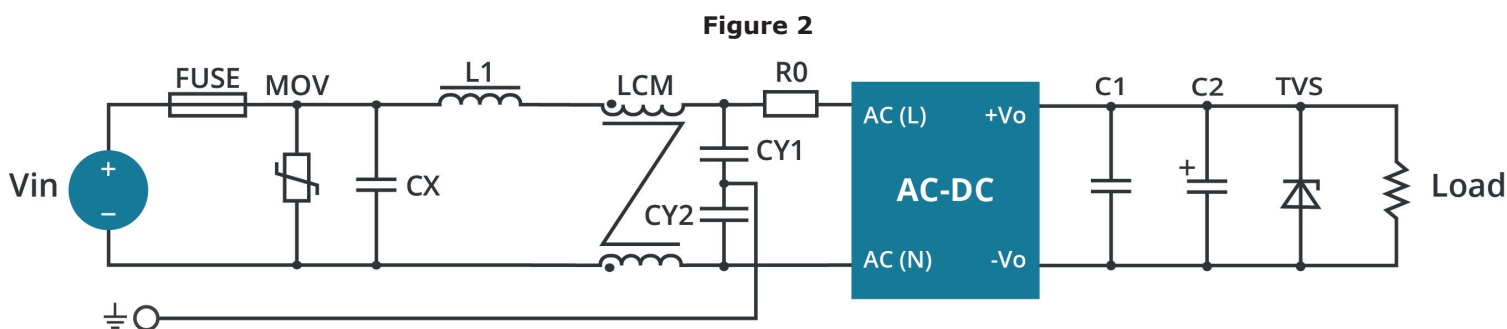 Figure 2
FUSE
MOV
L1
LCM
R0
C1
C2
TVS
AC (L)
+Vo
CY1
Vin
+
−
CX
AC-DC
+
Load
CY2
AC (N)
-Vo